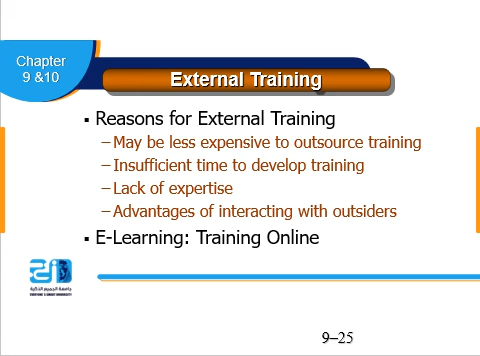 Chapter
9 &10
External Training
▪ Reasons for External Training
–May be less expensive to outsource training
–Insufficient time to develop training
–Lack of expertise
–Advantages of interacting with outsiders
▪ E-Learning: Training Online
9–25